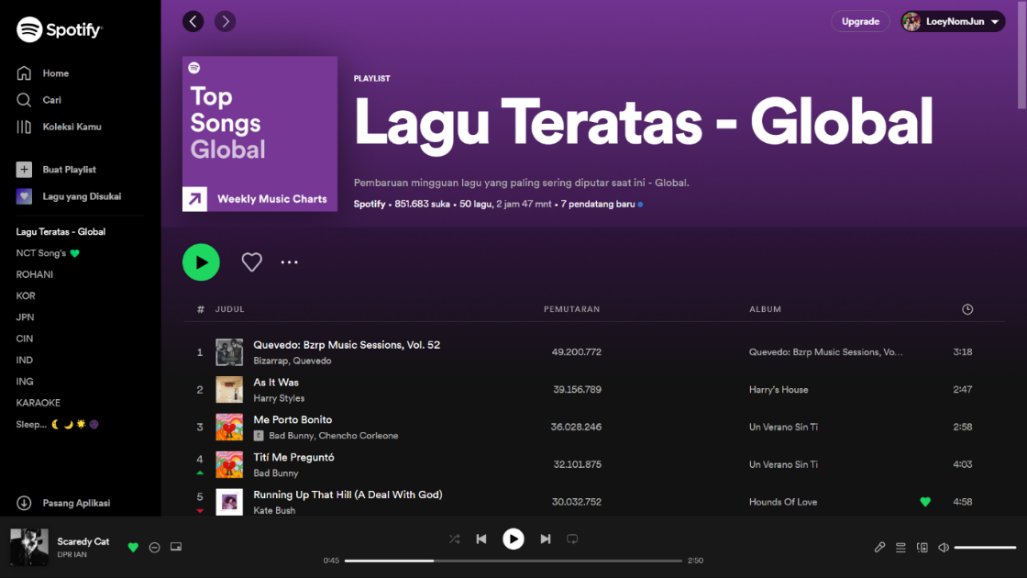 Spotify
Home
Cari
Koleksi Kamu
Buat Playlist
Lagu yang Disukai
Lagu Teratas - Global
NCT Song's 💚
ROHANI
KOR
JPN
CIN
IND
ING
KARAOKE
Sleep...
Pasang Aplikasi
Upgrade
LoeyNomJun
Top
Songs
Global
Weekly Music Charts
PLAYLIST
Lagu Teratas - Global
Pembaruan mingguan lagu yang paling sering diputar saat ini - Global.
Spotify • 851.683 suka • 50 lagu, 2 jam 47 mnt • 7 pendatang baru
# JUDUL PEMUTARAN ALBUM
1 Quevedo: Bzrp Music Sessions, Vol. 52 49.200.772 Quevedo: Bzrp Music Sessions, Vo... 3:18
Bizarrap, Quevedo
2 As It Was 39.156.789 Harry's House 2:47
Harry Styles
3 Me Porto Bonito 36.028.246 Un Verano Sin Ti 2:58
E Bad Bunny, Chencho Corleone
4 Tití Me Preguntó 32.101.875 Un Verano Sin Ti 4:03
Bad Bunny
5 Running Up That Hill (A Deal With God) 30.032.752 Hounds Of Love 4:58
Kate Bush
Scaredy Cat
DPR IAN
0:45 2:50